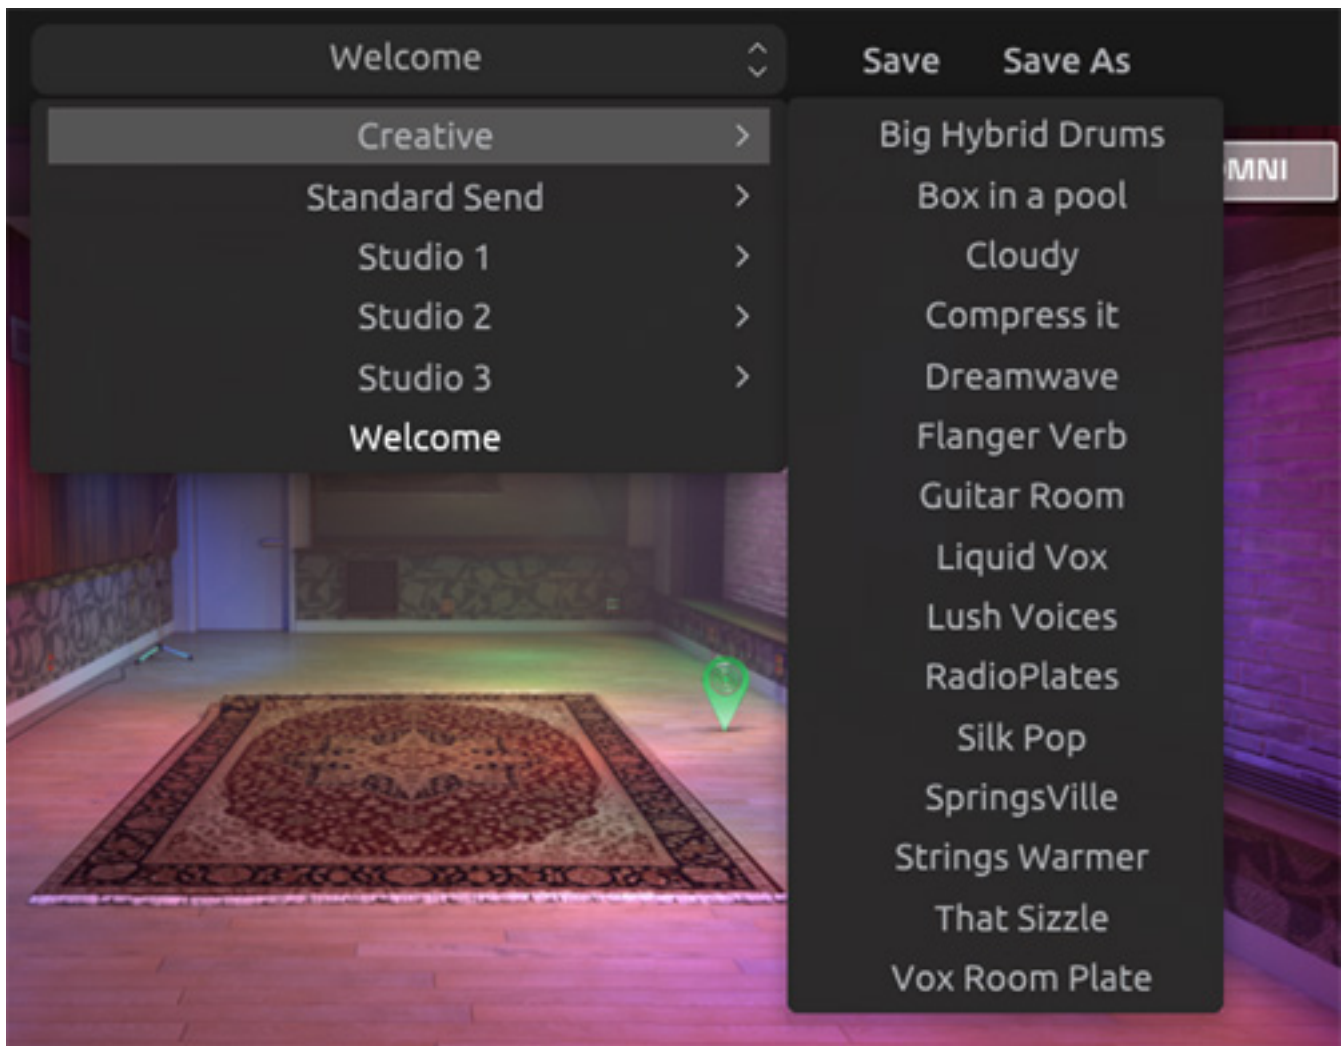 Welcome
Save
Save As
Creative
Standard Send
Studio 1
Studio 2
Studio 3
Welcome
Big Hybrid Drums
Box in a pool
Cloudy
Compress it
Dreamwave
Flanger Verb
Guitar Room
Liquid Vox
Lush Voices
RadioPlates
Silk Pop
SpringsVille
Strings Warmer
That Sizzle
Vox Room Plate